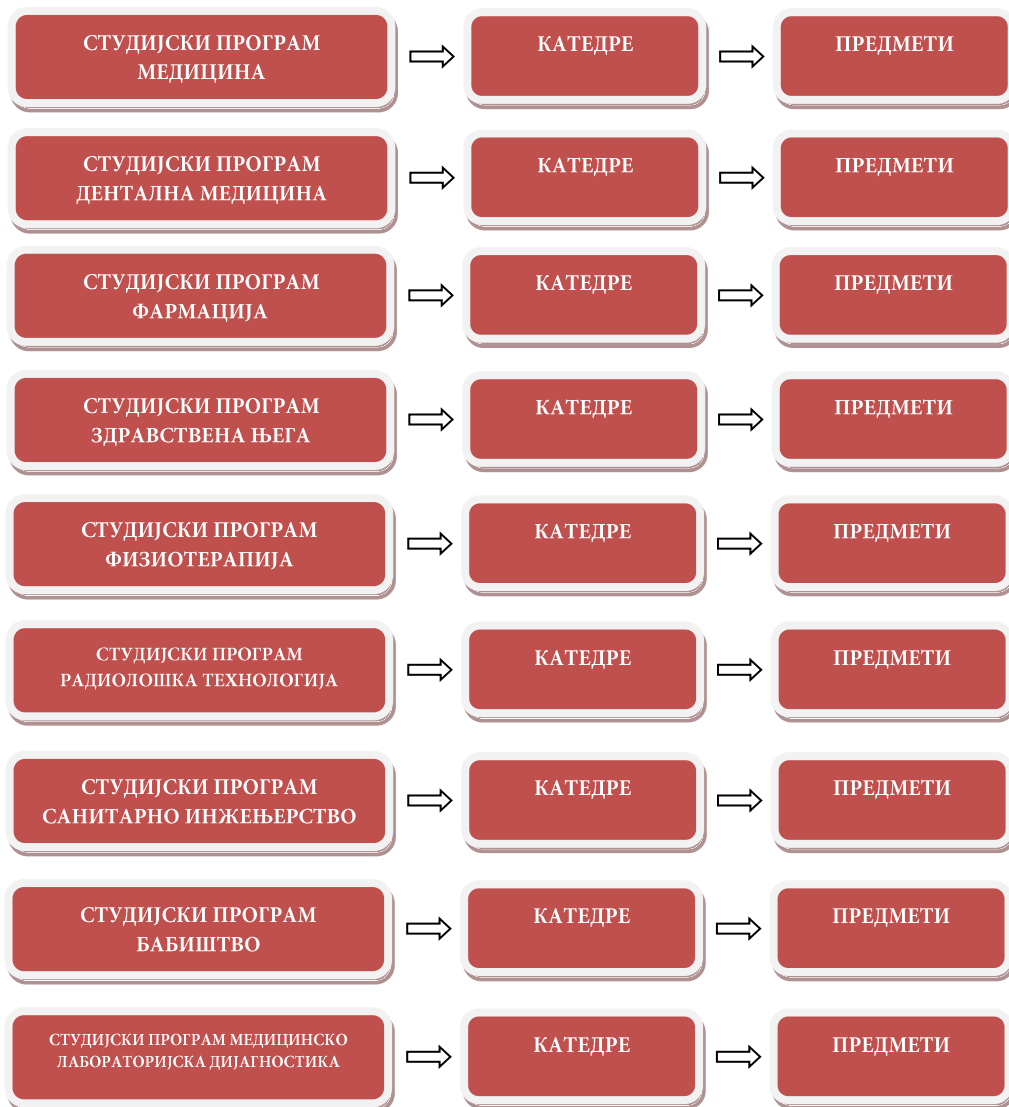 СТУДИЈСКИ ПРОГРАМ
МЕДИЦИНА
КАТЕДРЕ
ПРЕДМЕТИ
СТУДИЈСКИ ПРОГРАМ
ДЕНТАЛНА МЕДИЦИНА
КАТЕДРЕ
ПРЕДМЕТИ
СТУДИЈСКИ ПРОГРАМ
ФАРМАЦИЈА
КАТЕДРЕ
ПРЕДМЕТИ
СТУДИЈСКИ ПРОГРАМ
ЗДРАВСТВЕНА ЊЕГА
КАТЕДРЕ
ПРЕДМЕТИ
СТУДИЈСКИ ПРОГРАМ
ФИЗИОТЕРАПИЈА
КАТЕДРЕ
ПРЕДМЕТИ
СТУДИЈСКИ ПРОГРАМ
РАДИОЛОШКА ТЕХНОЛОГИЈА
КАТЕДРЕ
ПРЕДМЕТИ
СТУДИЈСКИ ПРОГРАМ
САНИТАРНО ИНЖЕЊЕРСТВО
КАТЕДРЕ
ПРЕДМЕТИ
СТУДИЈСКИ ПРОГРАМ
БАБИШТВО
КАТЕДРЕ
ПРЕДМЕТИ
СТУДИЈСКИ ПРОГРАМ МЕДИЦИНСКО
ЛАБОРАТОРИЈСКА ДИЈАГНОСТИКА
КАТЕДРЕ
ПРЕДМЕТИ